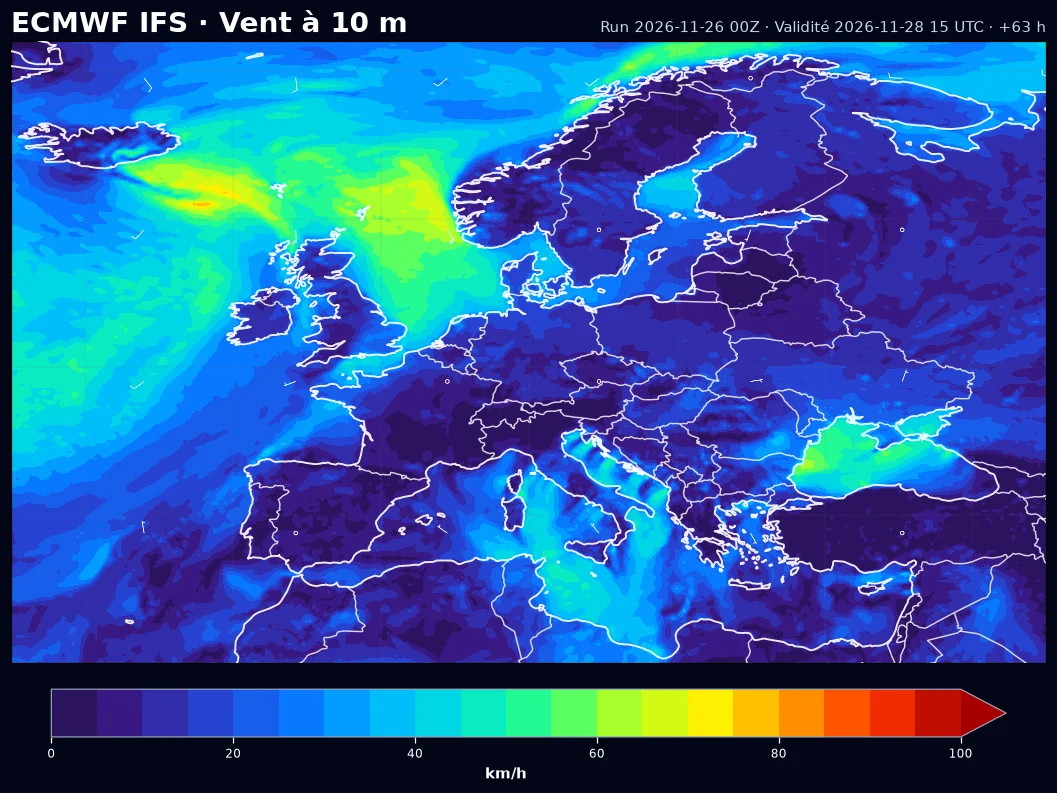 ECMWF IFS · Vent à 10 m
Run 2026-11-26 00Z · Validité 2026-11-28 15 UTC · +63 h
0 20 40 60 80 100
km/h